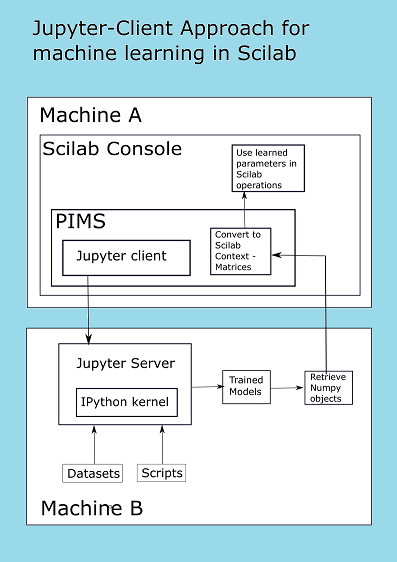 Jupyter-Client Approach for
machine learning in Scilab
Machine A
Scilab Console
Use learned
parameters in
Scilab
operations
PIMS
Jupyter client
Convert to
Scilab
Context -
Matrices
Jupyter Server
IPython kernel
Trained
Models
Retrieve
Numpy
objects
Datasets
Scripts
Machine B